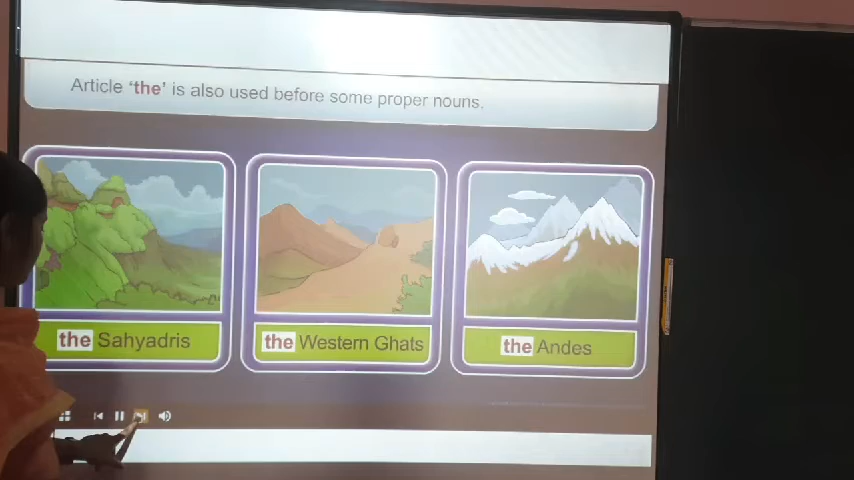 Article ‘the’ is also used before some proper nouns.
the Sahyadris
the Western Ghats
the Andes